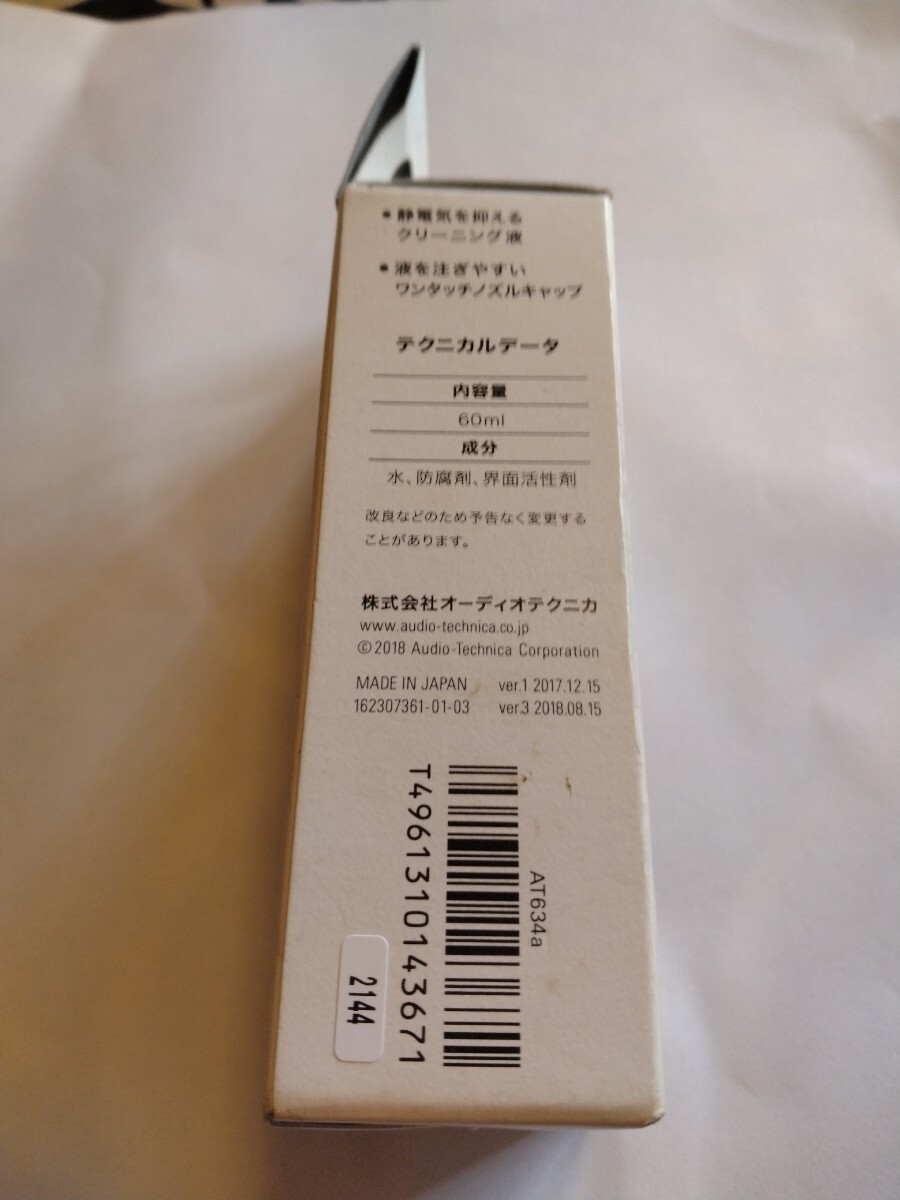 • 静電気を抑える
クリーニング液
• 液を注ぎやすい
ワンタッチノズルキャップ
テクニカルデータ
内容量
60ml
成分
水、防腐剤、界面活性剤
改良などのため予告なく変更する
ことがあります。
株式会社オーディオテクニカ
www.audio-technica.co.jp
©2018 Audio-Technica Corporation
MADE IN JAPAN ver.1 2017.12.15
162307361-01-03 ver.3 2018.08.15
AT634a
T4961310143671
2144